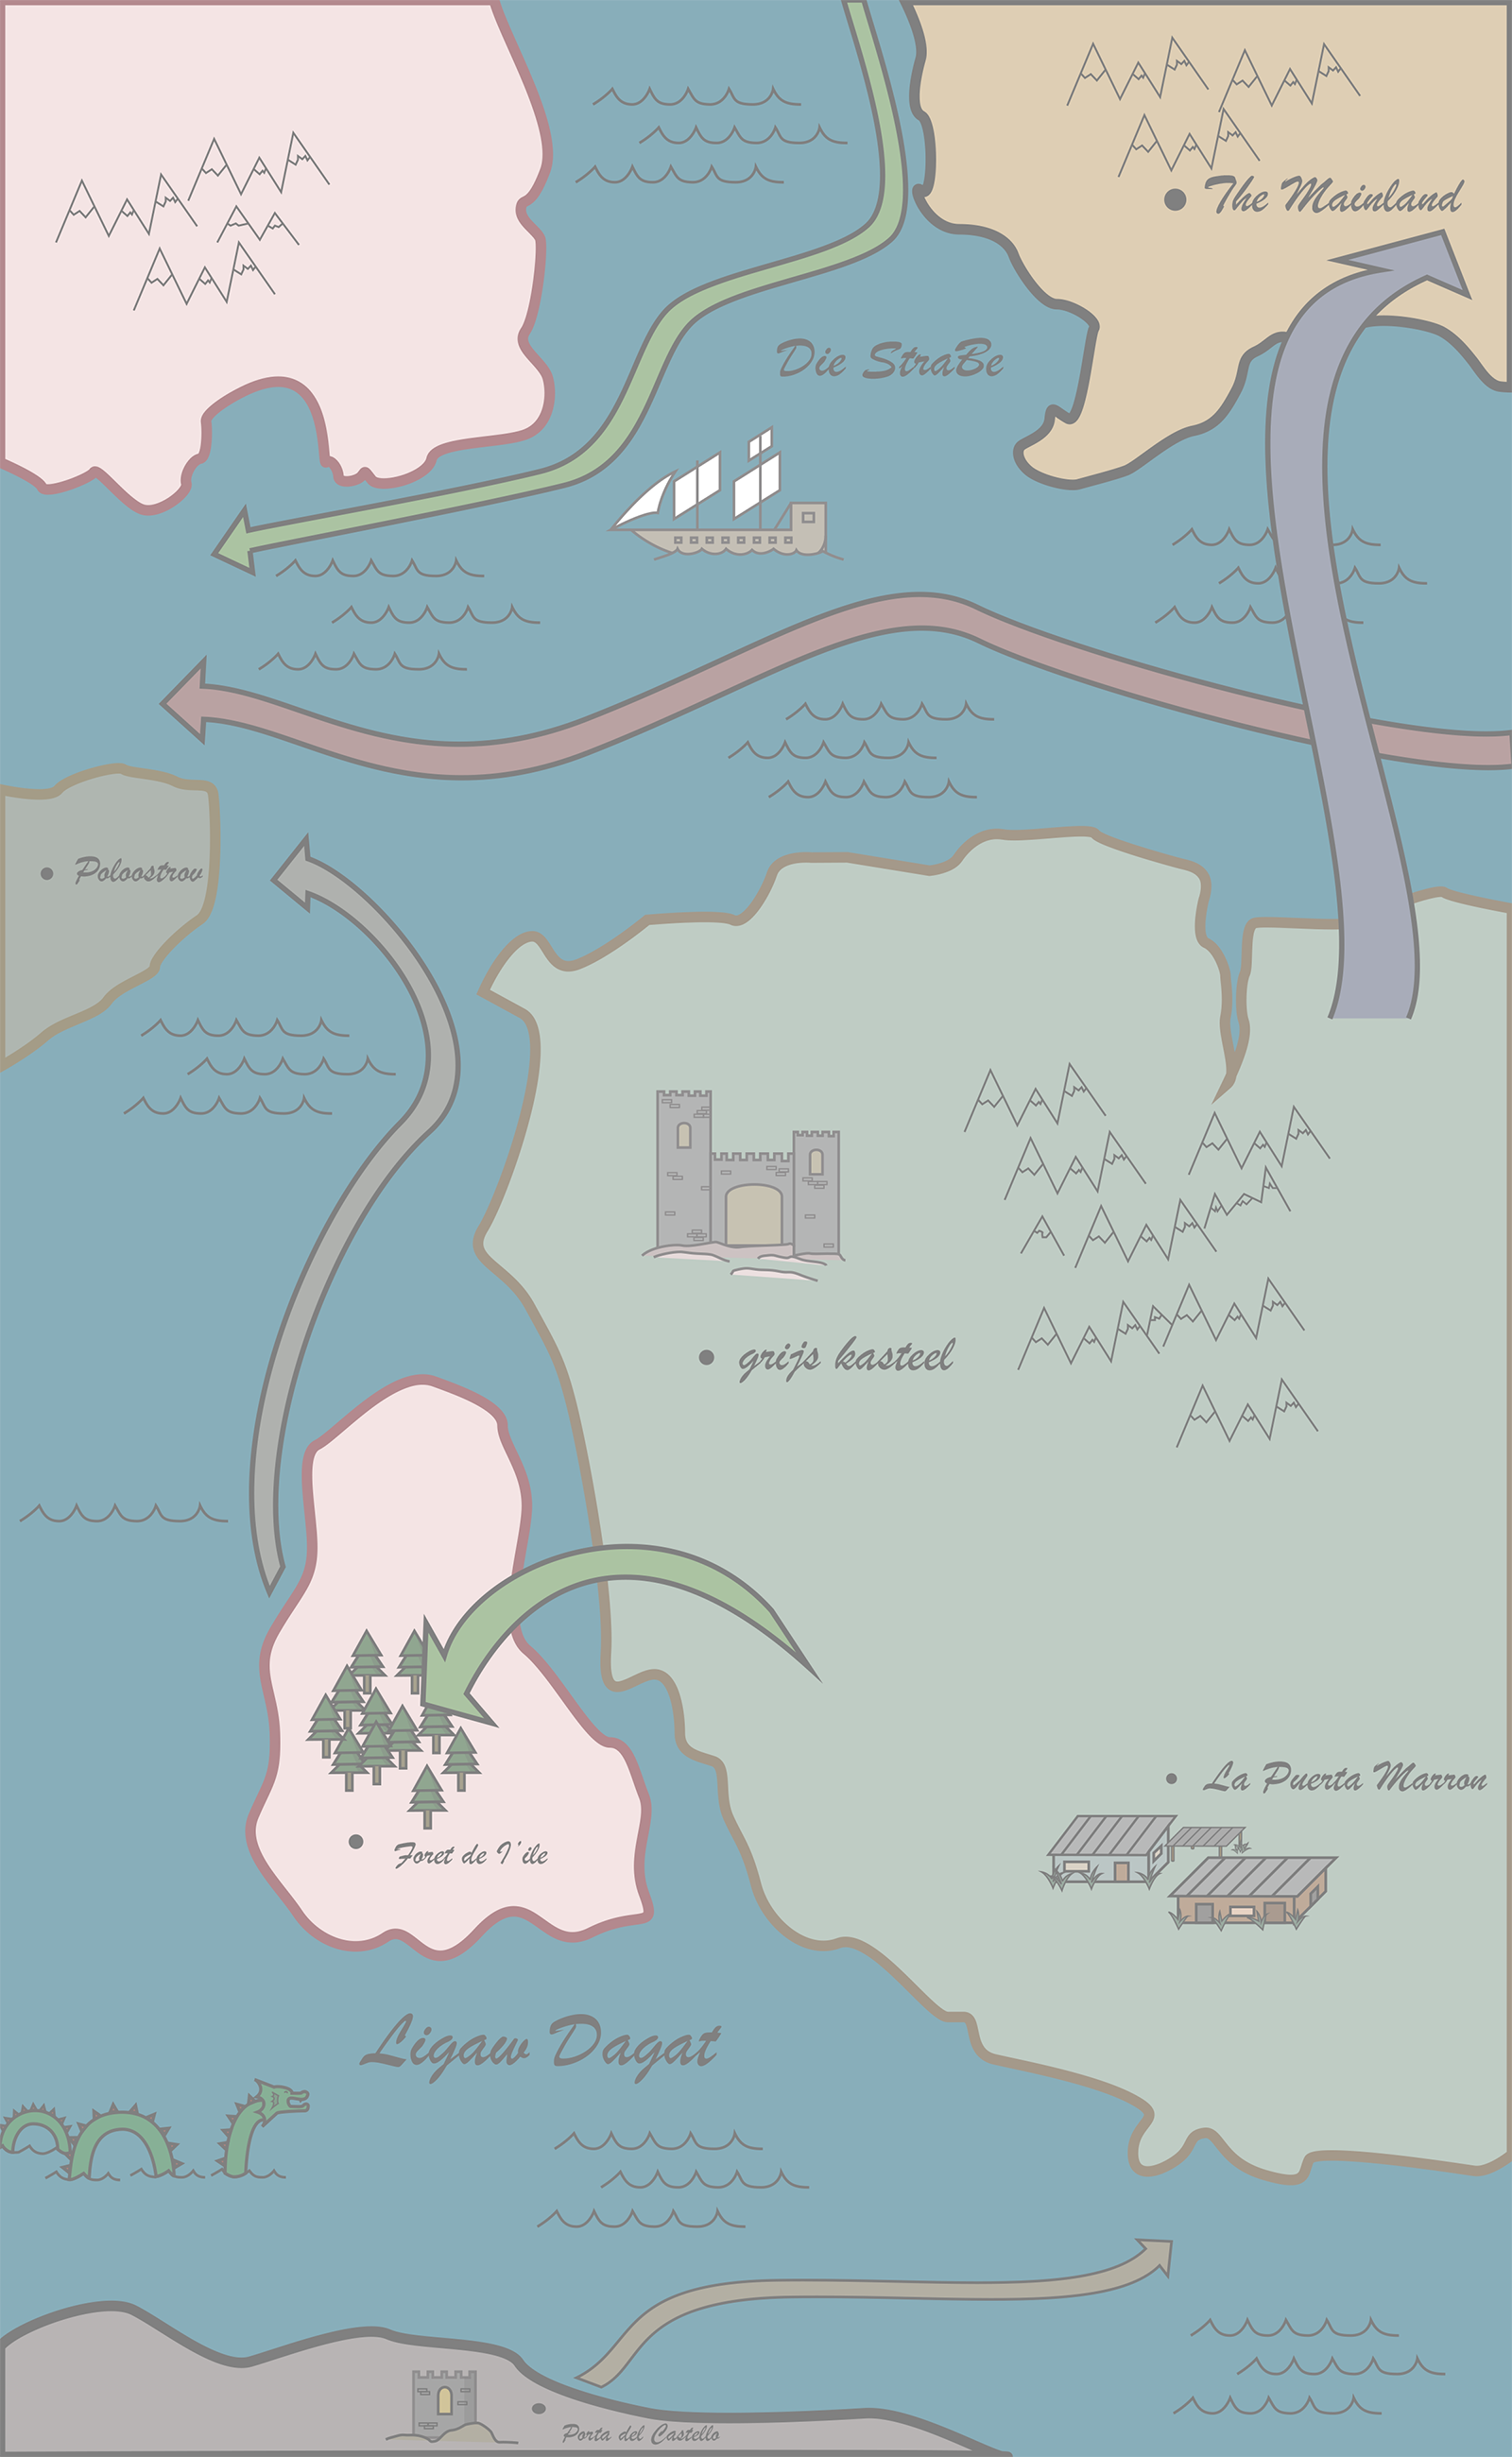 The Mainland
Die StraBe
Poloostrov
grijs kasteel
La Puerta Marron
Foret de I'ile
Ligaw Dagat
Porta del Castello